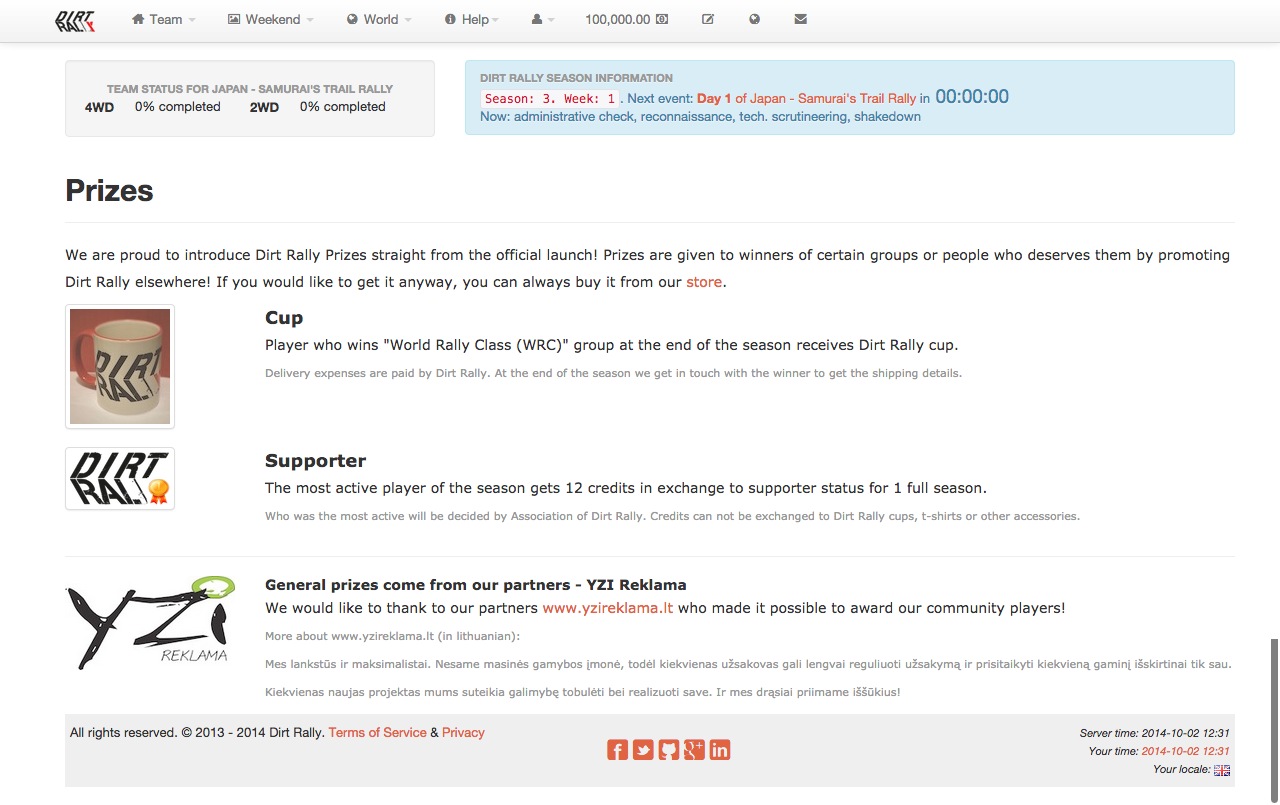 DIRT RALLY Team Weekend World Help 100,000.00
TEAM STATUS FOR JAPAN - SAMURAI'S TRAIL RALLY
4WD 0% completed 2WD 0% completed
DIRT RALLY SEASON INFORMATION
Season: 3. Week: 1. Next event: Day 1 of Japan - Samurai's Trail Rally in 00:00:00
Now: administrative check, reconnaissance, tech. scrutineering, shakedown
Prizes
We are proud to introduce Dirt Rally Prizes straight from the official launch! Prizes are given to winners of certain groups or people who deserves them by promoting
Dirt Rally elsewhere! If you would like to get it anyway, you can always buy it from our store.
DIRT
RALLY
Cup
Player who wins "World Rally Class (WRC)" group at the end of the season receives Dirt Rally cup.
Delivery expenses are paid by Dirt Rally. At the end of the season we get in touch with the winner to get the shipping details.
DIRT
RALLY
Supporter
The most active player of the season gets 12 credits in exchange to supporter status for 1 full season.
Who was the most active will be decided by Association of Dirt Rally. Credits can not be exchanged to Dirt Rally cups, t-shirts or other accessories.
YZI
REKLAMA
General prizes come from our partners - YZI Reklama
We would like to thank to our partners www.yzireklama.lt who made it possible to award our community players!
More about www.yzireklama.lt (in lithuanian):
Mes lankstūs ir maksimalistai. Nesame masinės gamybos įmonė, todėl kiekvienas užsakovas gali lengvai reguliuoti užsakymą ir prisitaikyti kiekvieną gaminį išskirtinai tik sau.
Kiekvienas naujas projektas mums suteikia galimybę tobulėti bei realizuoti save. Ir mes drąsiai priimame iššūkius!
All rights reserved. © 2013 - 2014 Dirt Rally. Terms of Service & Privacy
Server time: 2014-10-02 12:31
Your time: 2014-10-02 12:31
Your locale: